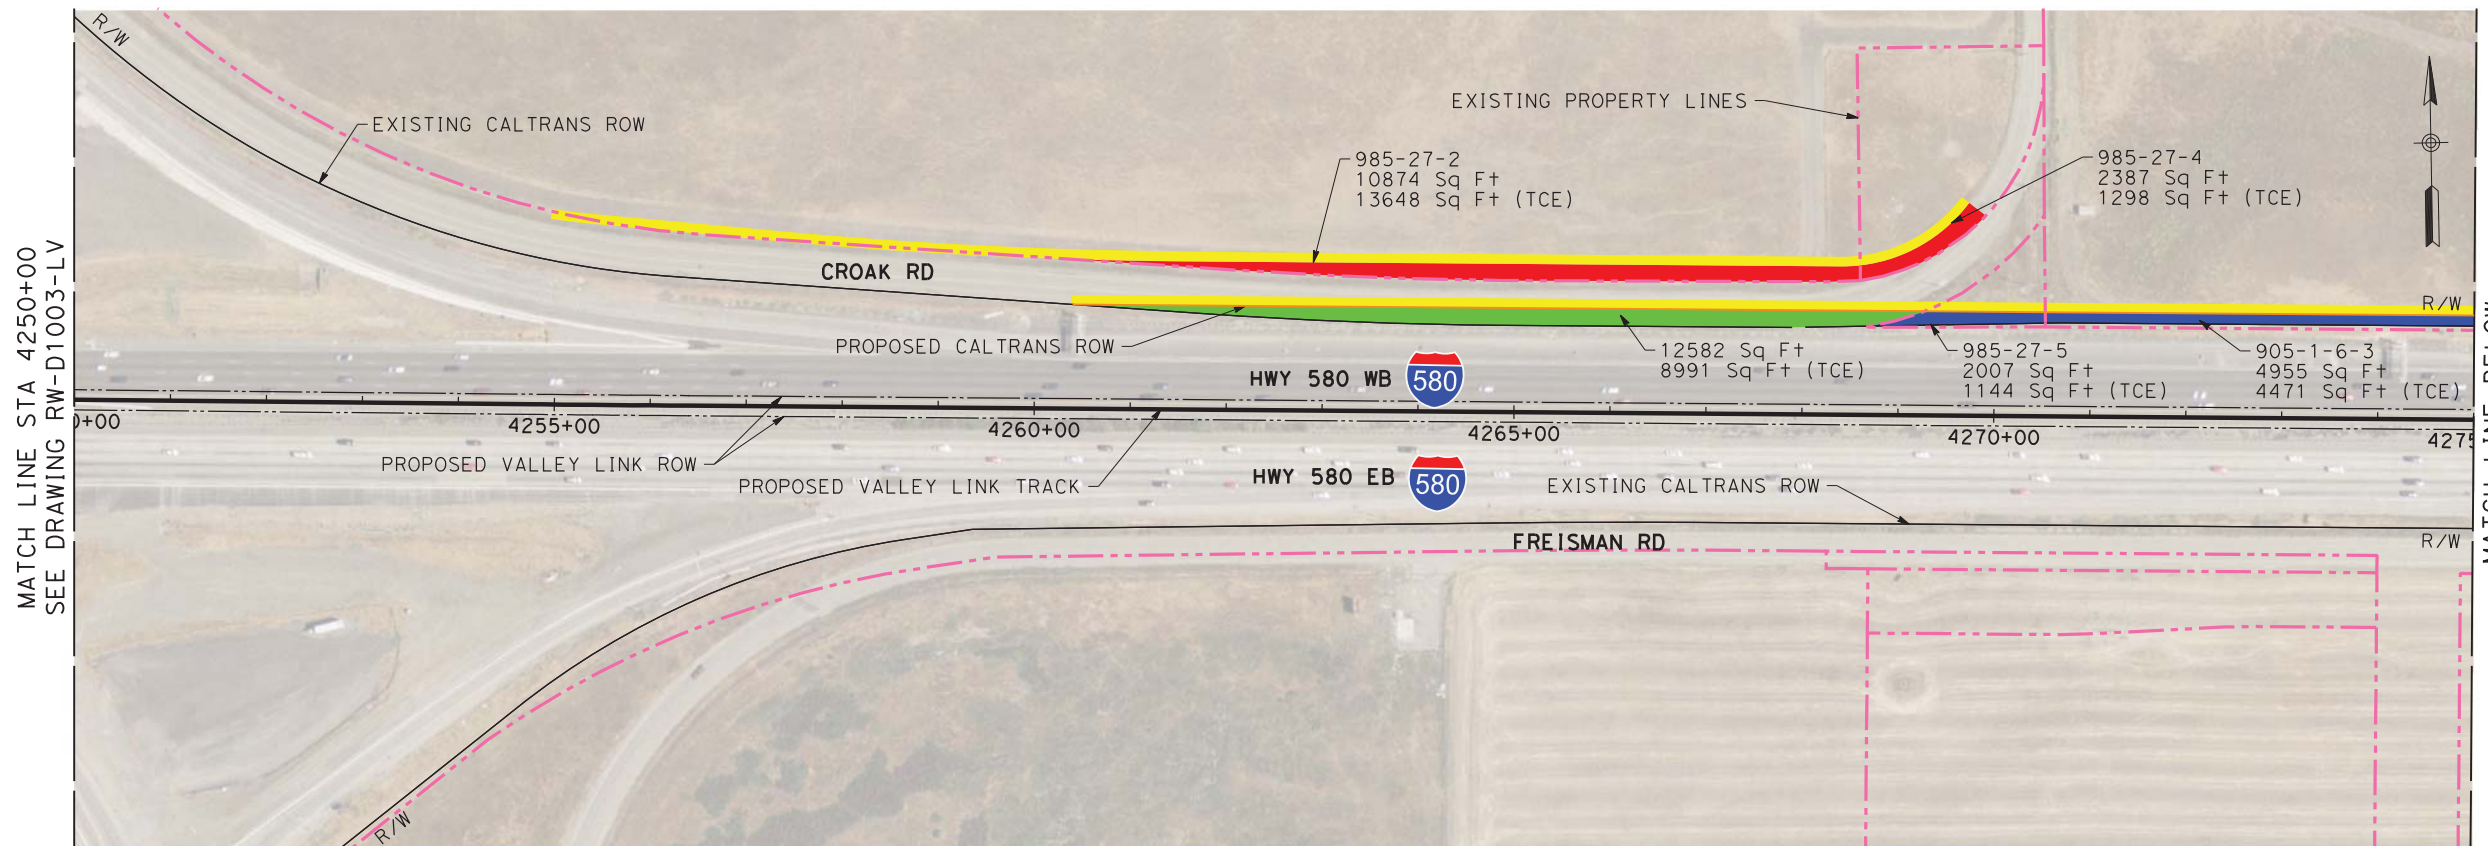 R/W
EXISTING CALTRANS ROW
EXISTING PROPERTY LINES
985-27-2
10874 Sq Ft
13648 Sq Ft (TCE)
985-27-4
2387 Sq Ft
1298 Sq Ft (TCE)
MATCH LINE STA 4250+00
SEE DRAWING RW-D1003-LV
CROAK RD
R/W
PROPOSED CALTRANS ROW
12582 Sq Ft
8991 Sq Ft (TCE)
985-27-5
2007 Sq Ft
1144 Sq Ft (TCE)
905-1-6-3
4955 Sq Ft
4471 Sq Ft (TCE)
HWY 580 WB
580
0+00
4255+00
4260+00
4265+00
4270+00
4275
PROPOSED VALLEY LINK ROW
PROPOSED VALLEY LINK TRACK
HWY 580 EB
580
EXISTING CALTRANS ROW
FREISMAN RD
R/W
R/W